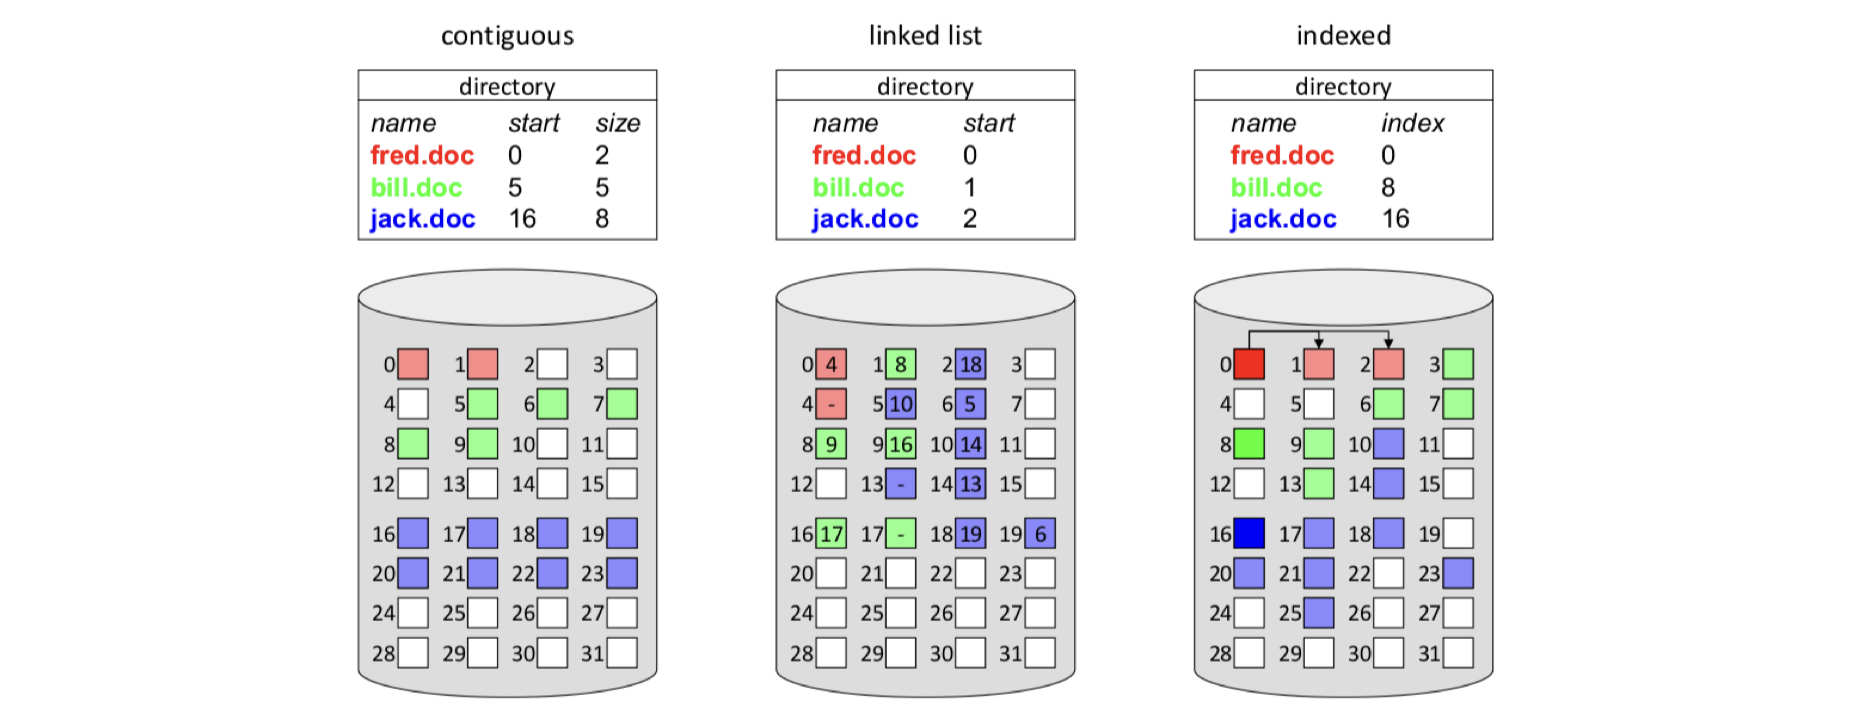 contiguous
directory
name start size
fred.doc 0 2
bill.doc 5 5
jack.doc 16 8
0 1 2 3
4 5 6 7
8 9 10 11
12 13 14 15
16 17 18 19
20 21 22 23
24 25 26 27
28 29 30 31
linked list
directory
name start
fred.doc 0
bill.doc 1
jack.doc 2
0 4 1 8 2 18 3
4 - 5 10 6 5 7
8 9 9 16 10 14 11
12 13 - 14 13 15
16 17 17 - 18 19 19 6
20 21 22 23
24 25 26 27
28 29 30 31
indexed
directory
name index
fred.doc 0
bill.doc 8
jack.doc 16
0 1 2 3
4 5 6 7
8 9 10 11
12 13 14 15
16 17 18 19
20 21 22 23
24 25 26 27
28 29 30 31